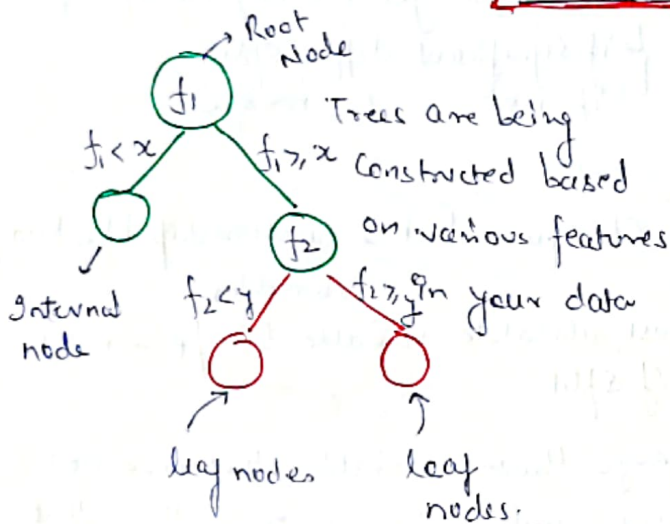 Root
Node
f1
f1 < x
f1 ≥ x
Trees are being
constructed based
on various features
in your data
f2
f2 < y
f2 ≥ y
Internal
node
leaf nodes
leaf
nodes.